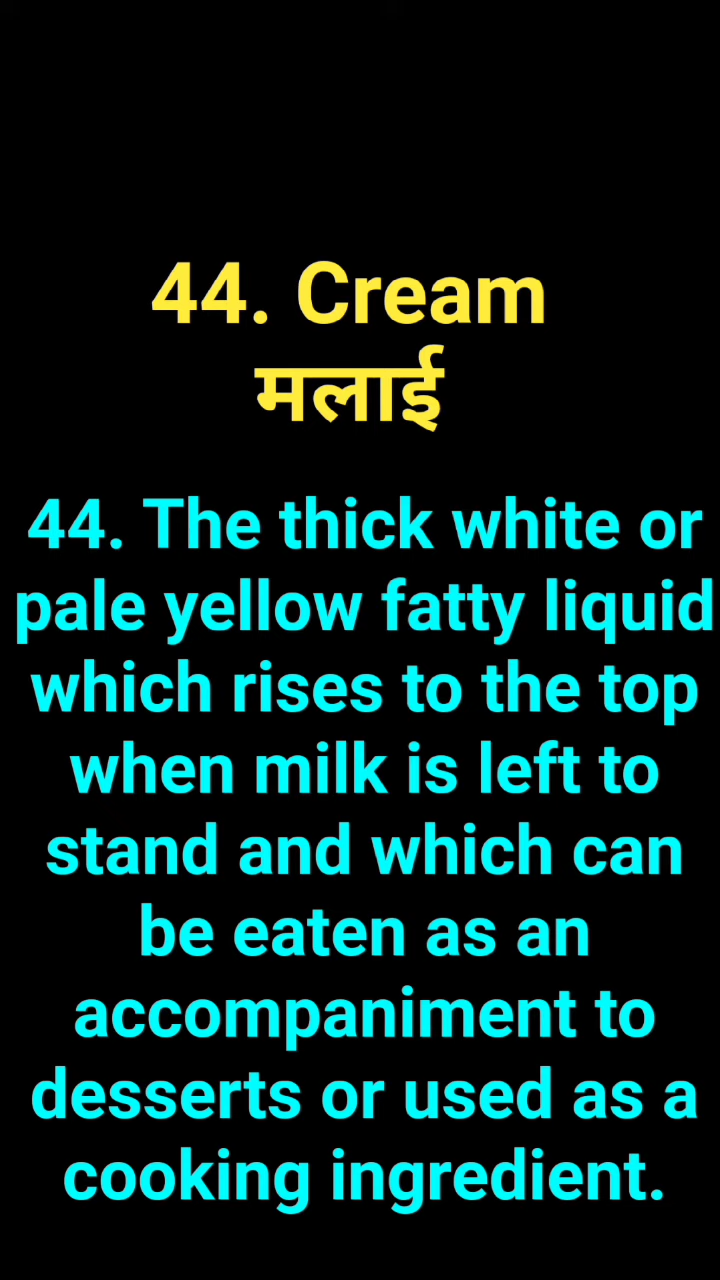 44. Cream
मलाई
44. The thick white or
pale yellow fatty liquid
which rises to the top
when milk is left to
stand and which can
be eaten as an
accompaniment to
desserts or used as a
cooking ingredient.